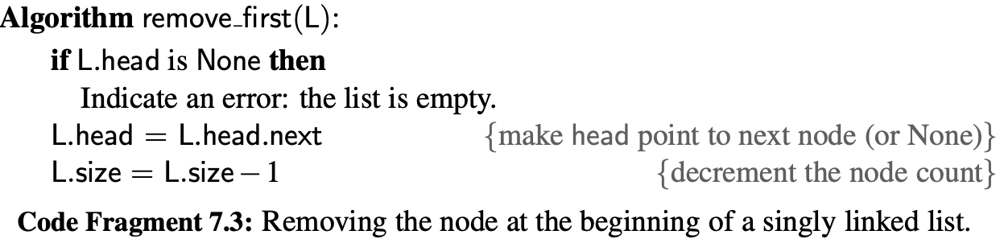 Algorithm remove_first(L):
if L.head is None then
Indicate an error: the list is empty.
L.head = L.head.next {make head point to next node (or None)}
L.size = L.size − 1 {decrement the node count}
Code Fragment 7.3: Removing the node at the beginning of a singly linked list.